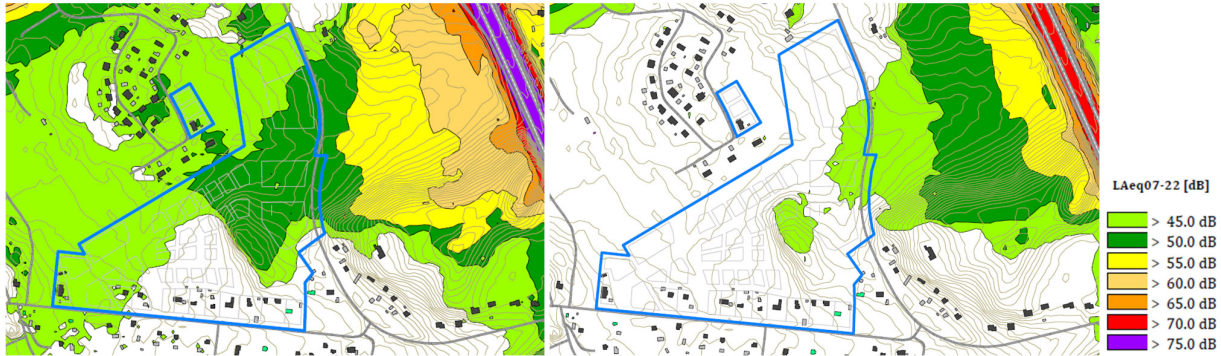 LAeq07-22 [dB]
> 45.0 dB
> 50.0 dB
> 55.0 dB
> 60.0 dB
> 65.0 dB
> 70.0 dB
> 75.0 dB